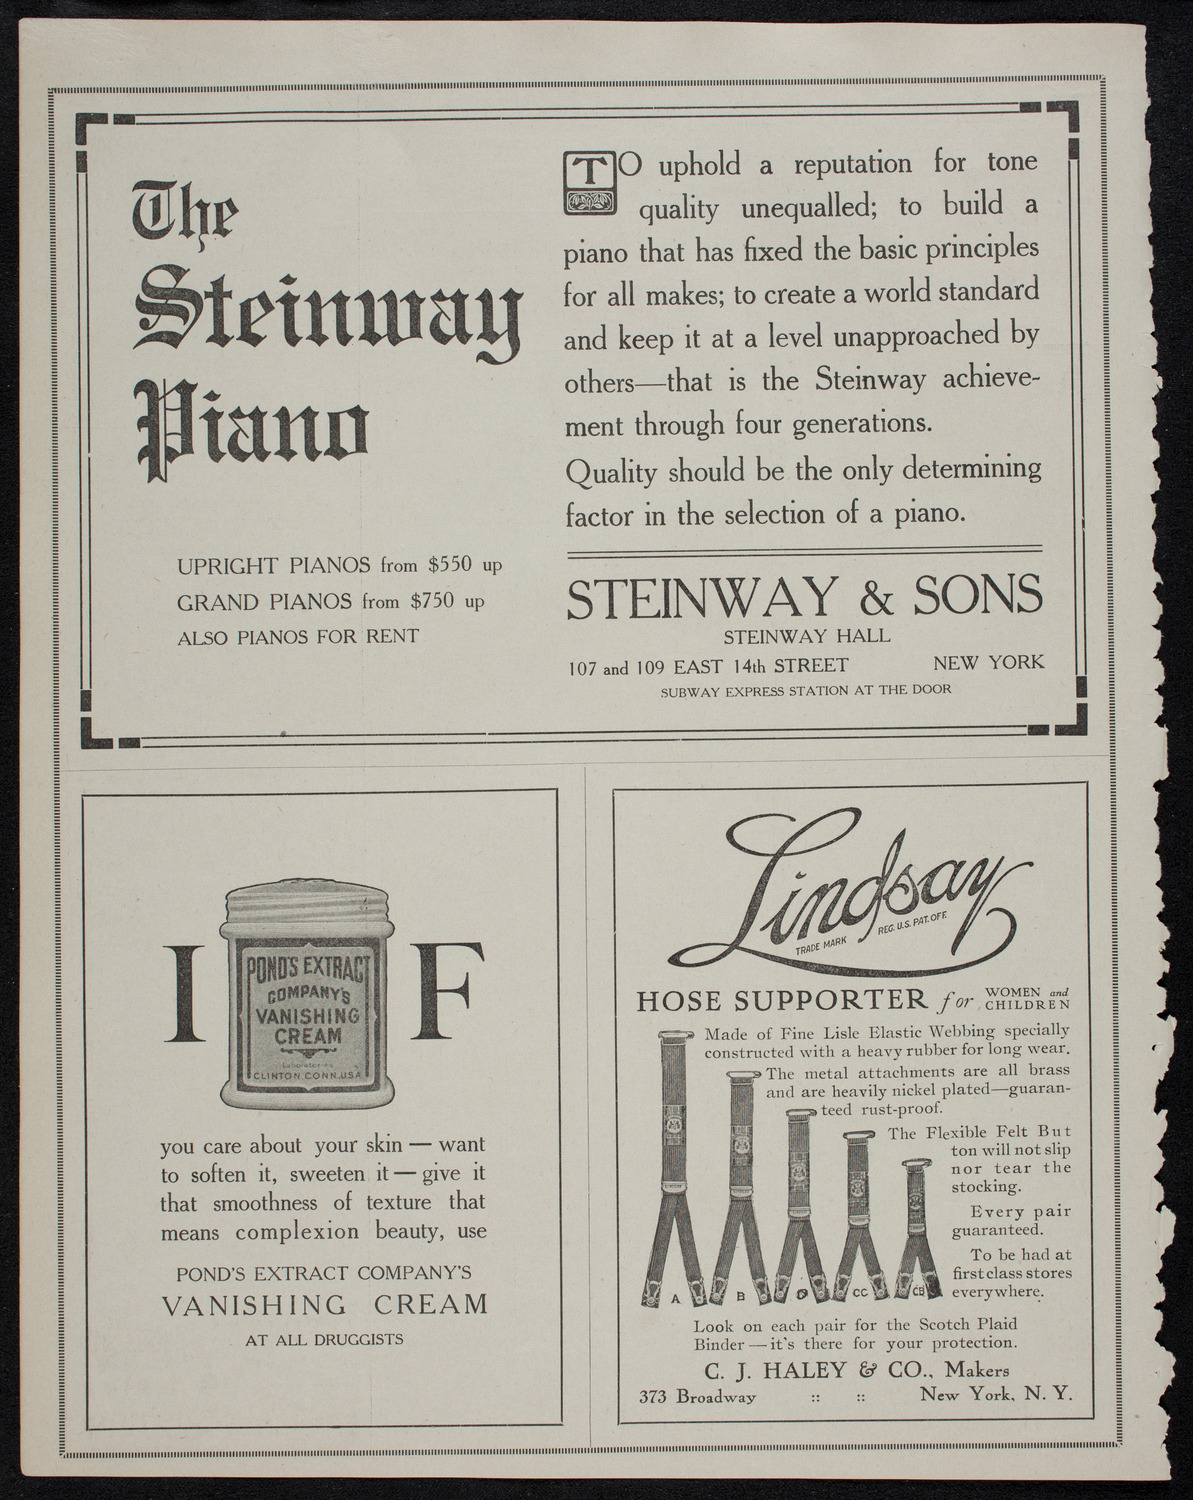 The
Steinway
Piano
UPRIGHT PIANOS from $550 up
GRAND PIANOS from $750 up
ALSO PIANOS FOR RENT
TO uphold a reputation for tone
quality unequalled; to build a
piano that has fixed the basic principles
for all makes; to create a world standard
and keep it at a level unapproached by
others—that is the Steinway achieve-
ment through four generations.
Quality should be the only determining
factor in the selection of a piano.
STEINWAY & SONS
STEINWAY HALL
107 and 109 EAST 14th STREET NEW YORK
SUBWAY EXPRESS STATION AT THE DOOR
I F
POND'S EXTRACT
COMPANY'S
VANISHING
CREAM
Laboratories
CLINTON, CONN. USA
you care about your skin — want
to soften it, sweeten it — give it
that smoothness of texture that
means complexion beauty, use
POND'S EXTRACT COMPANY'S
VANISHING CREAM
AT ALL DRUGGISTS
Lindsay
TRADE MARK REG. U.S. PAT. OFF.
HOSE SUPPORTER for WOMEN and
CHILDREN
Made of Fine Lisle Elastic Webbing specially
constructed with a heavy rubber for long wear.
The metal attachments are all brass
and are heavily nickel plated—guaran-
teed rust-proof.
The Flexible Felt But
ton will not slip
nor tear the
stocking.
Every pair
guaranteed.
To be had at
first class stores
everywhere.
A B D CC CB
Look on each pair for the Scotch Plaid
Binder — it's there for your protection.
C. J. HALEY & CO., Makers
373 Broadway :: :: New York, N. Y.